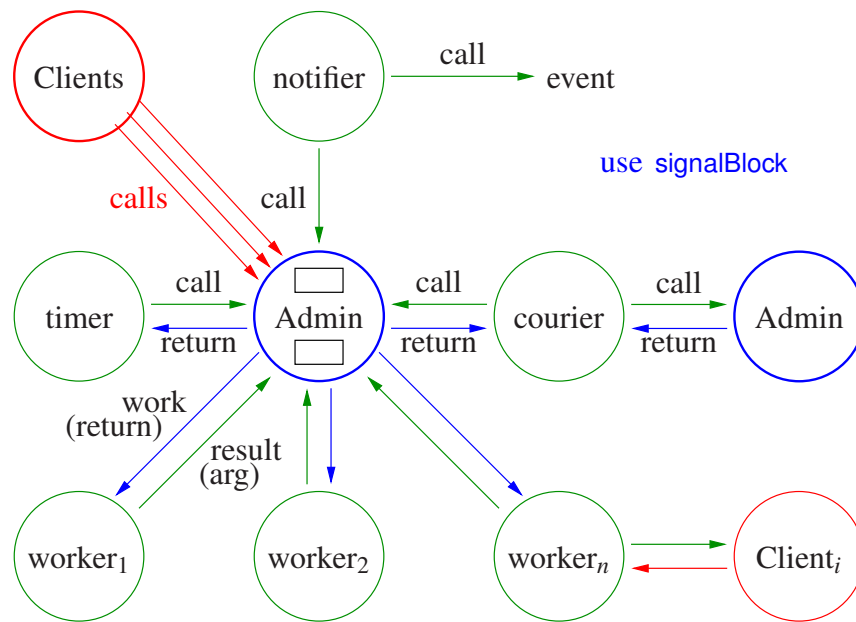 Clients
notifier
call
event
use signalBlock
calls
call
timer
call
return
Admin
call
return
courier
call
return
Admin
work
(return)
result
(arg)
worker₁
worker₂
workerₙ
Clientᵢ